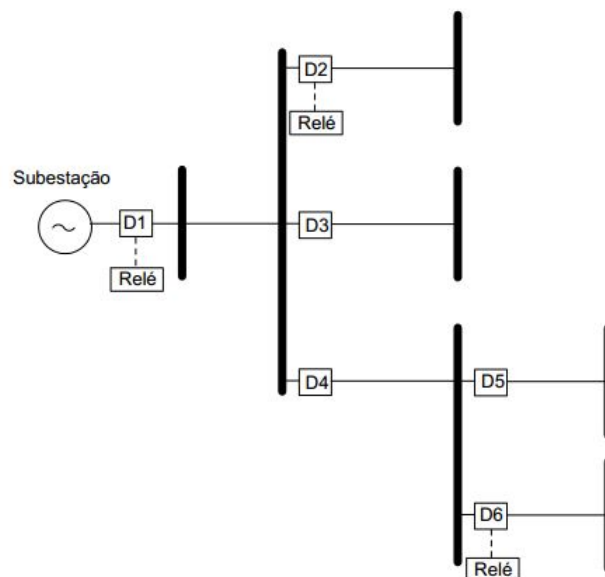 D2
Relé
Subestação
D1
Relé
D3
D4
D5
D6
Relé